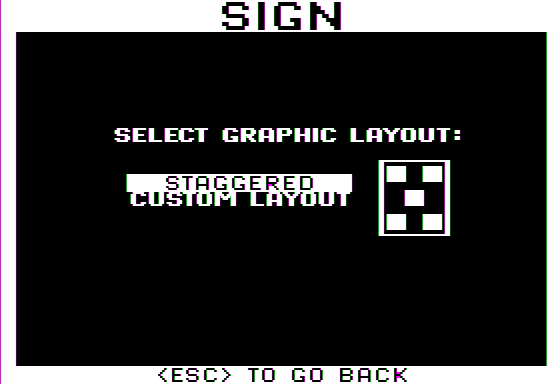 SIGN
SELECT GRAPHIC LAYOUT:
STAGGERED
CUSTOM LAYOUT
<ESC> TO GO BACK